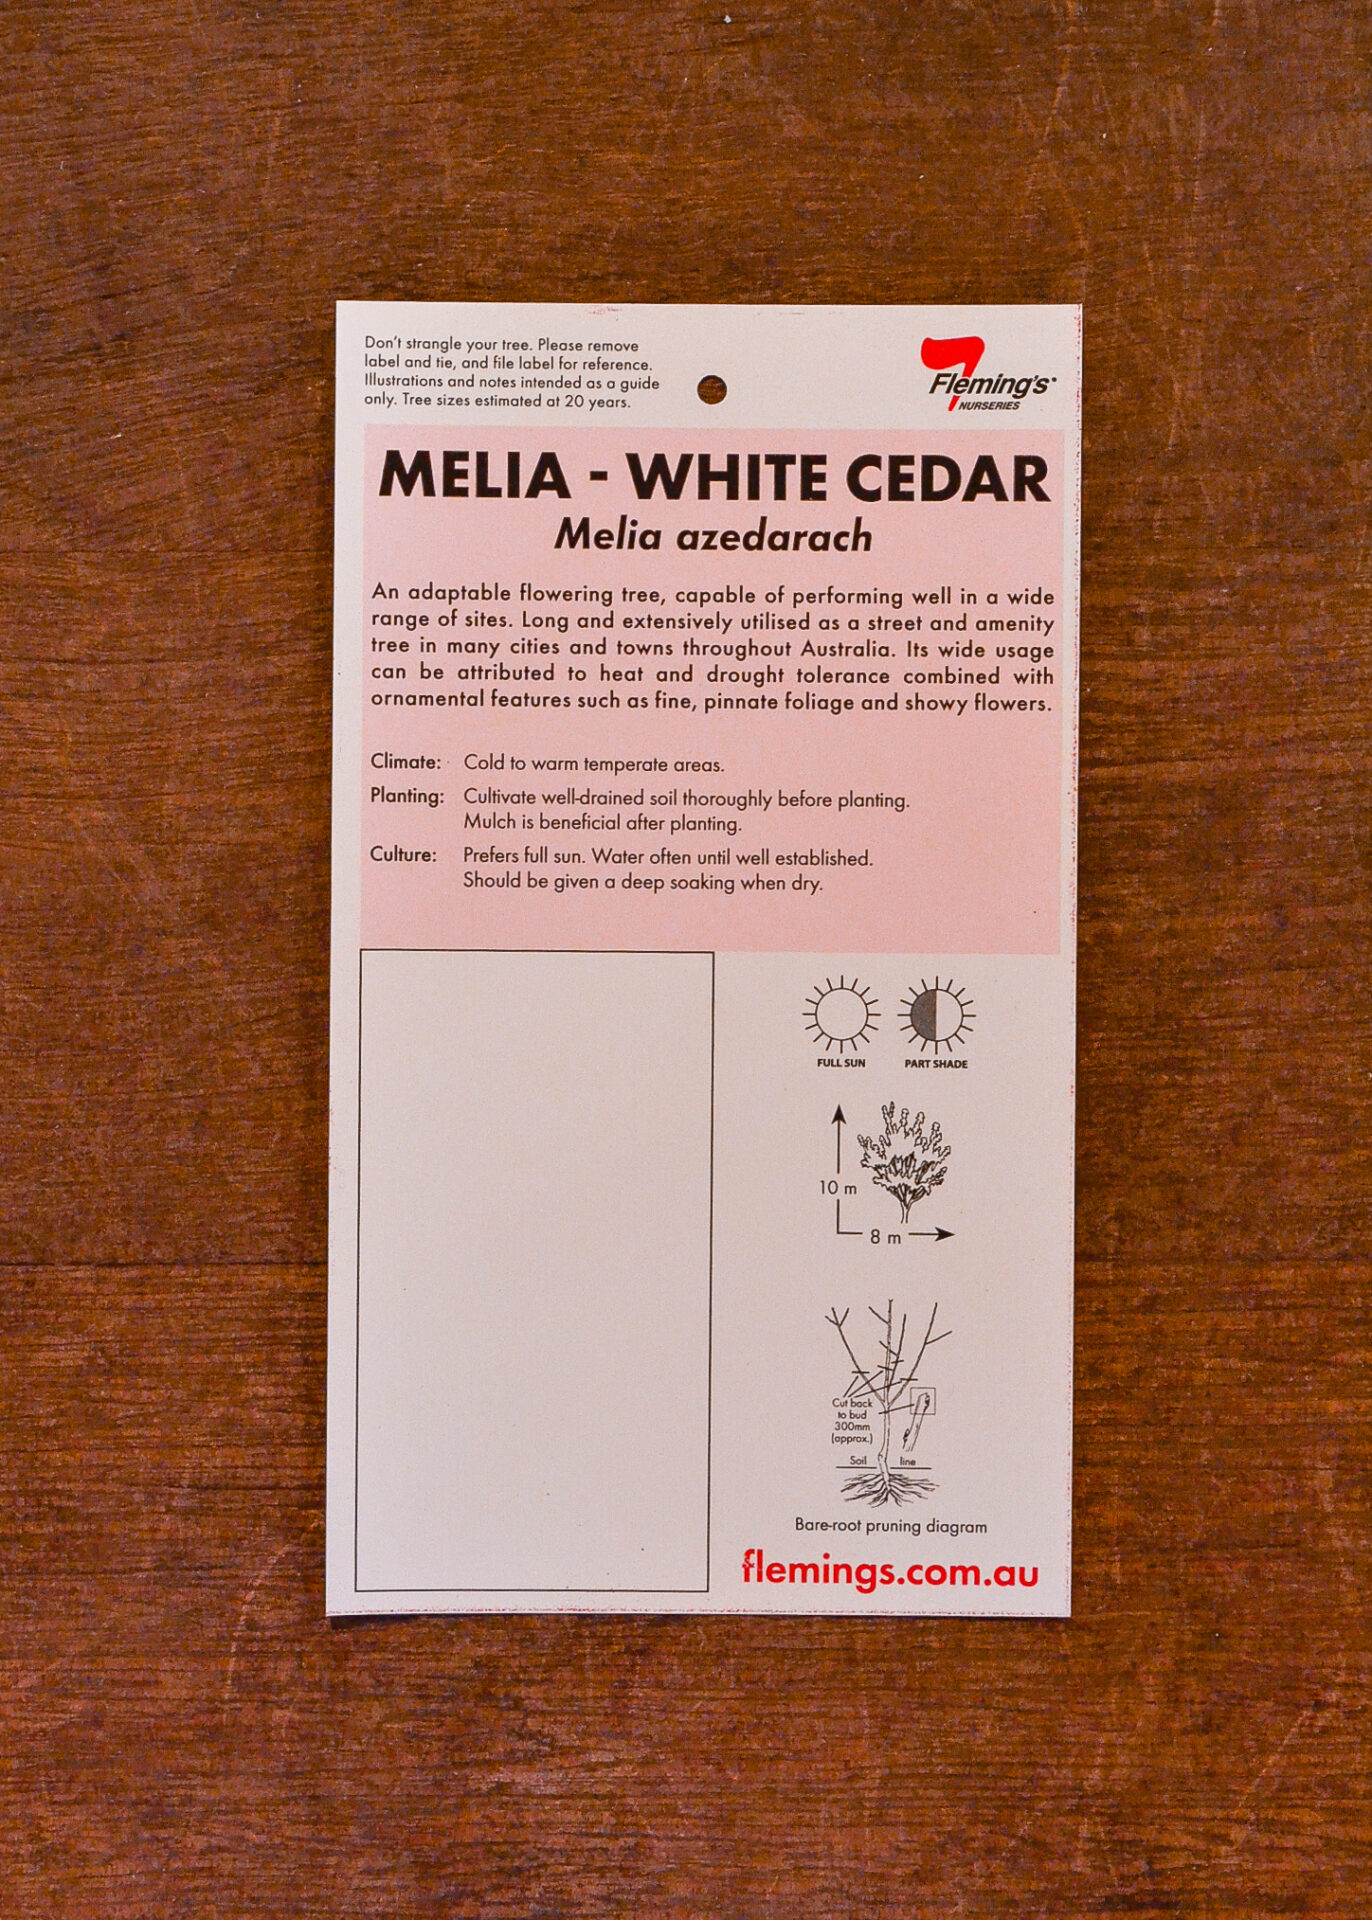 Don't strangle your tree. Please remove
label and tie, and file label for reference.
Illustrations and notes intended as a guide
only. Tree sizes estimated at 20 years.
Fleming's
NURSERIES
MELIA - WHITE CEDAR
Melia azedarach
An adaptable flowering tree, capable of performing well in a wide
range of sites. Long and extensively utilised as a street and amenity
tree in many cities and towns throughout Australia. Its wide usage
can be attributed to heat and drought tolerance combined with
ornamental features such as fine, pinnate foliage and showy flowers.
Climate: Cold to warm temperate areas.
Planting: Cultivate well-drained soil thoroughly before planting.
Mulch is beneficial after planting.
Culture: Prefers full sun. Water often until well established.
Should be given a deep soaking when dry.
FULL SUN PART SHADE
10 m
8 m
Cut back
to bud
300mm
(approx.)
Soil line
Bare-root pruning diagram
flemings.com.au